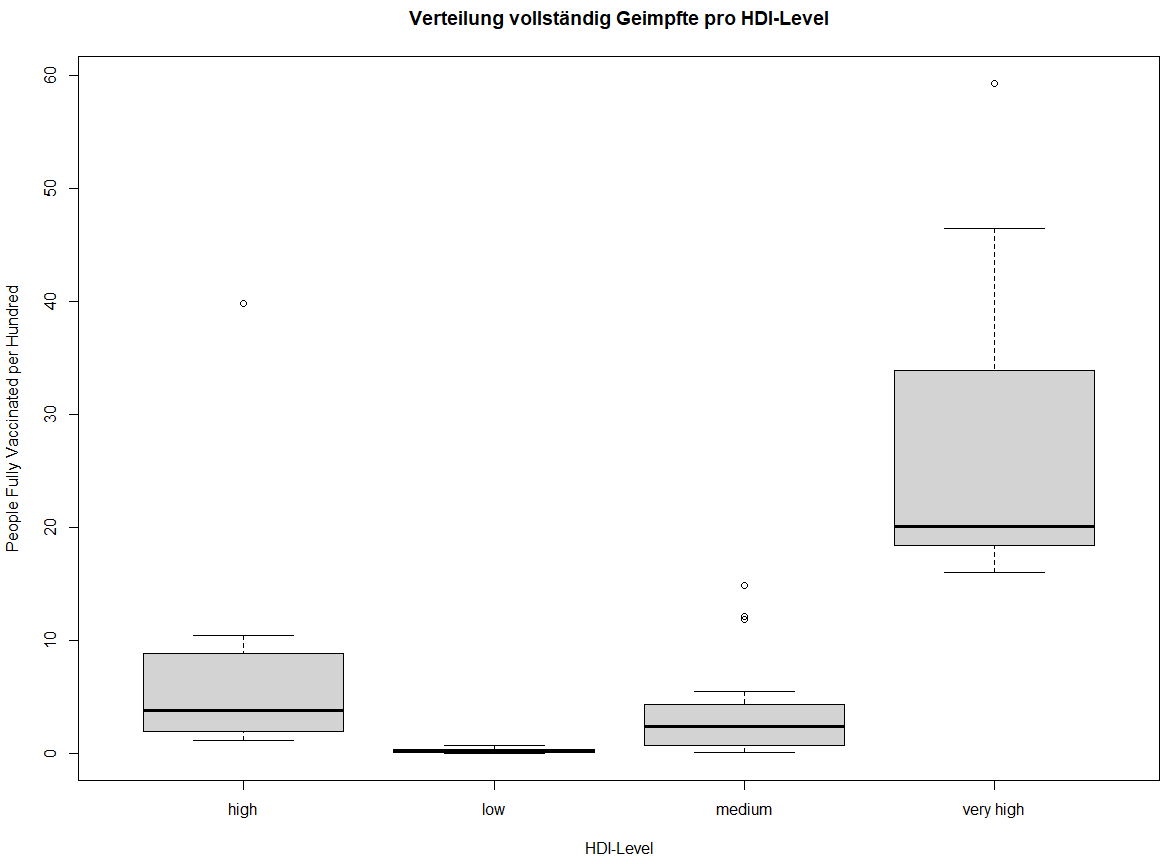 Verteilung vollständig Geimpfte pro HDI-Level
People Fully Vaccinated per Hundred
60
50
40
30
20
10
0
high low medium very high
HDI-Level